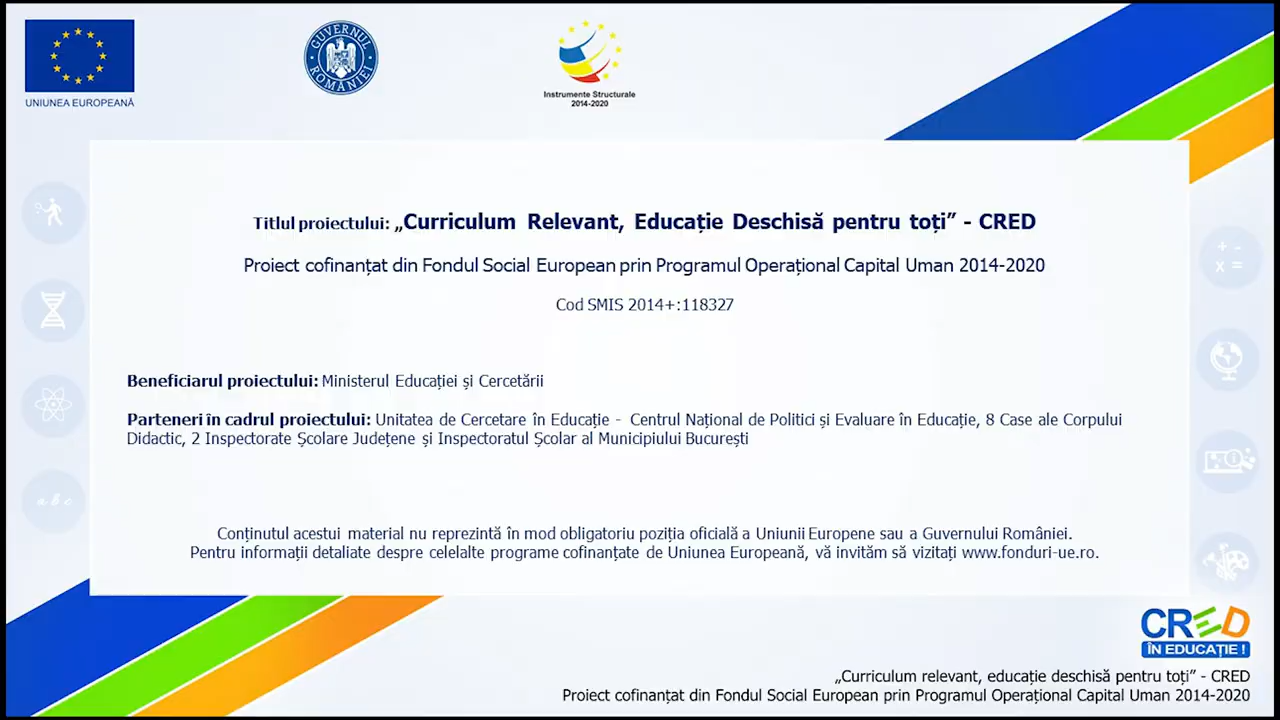 UNIUNEA EUROPEANĂ
GUVERNUL ROMÂNIEI
Instrumente Structurale
2014-2020
Titlul proiectului: „Curriculum Relevant, Educație Deschisă pentru toți” - CRED
Proiect cofinanțat din Fondul Social European prin Programul Operațional Capital Uman 2014-2020
Cod SMIS 2014+:118327
Beneficiarul proiectului: Ministerul Educației și Cercetării
Parteneri în cadrul proiectului: Unitatea de Cercetare în Educație - Centrul Național de Politici și Evaluare în Educație, 8 Case ale Corpului
Didactic, 2 Inspectorate Școlare Județene și Inspectoratul Școlar al Municipiului București
a b c
Conținutul acestui material nu reprezintă în mod obligatoriu poziția oficială a Uniunii Europene sau a Guvernului României.
Pentru informații detaliate despre celelalte programe cofinanțate de Uniunea Europeană, vă invităm să vizitați www.fonduri-ue.ro.
CRED
ÎN EDUCAȚIE !
„Curriculum relevant, educație deschisă pentru toți” - CRED
Proiect cofinanțat din Fondul Social European prin Programul Operațional Capital Uman 2014-2020